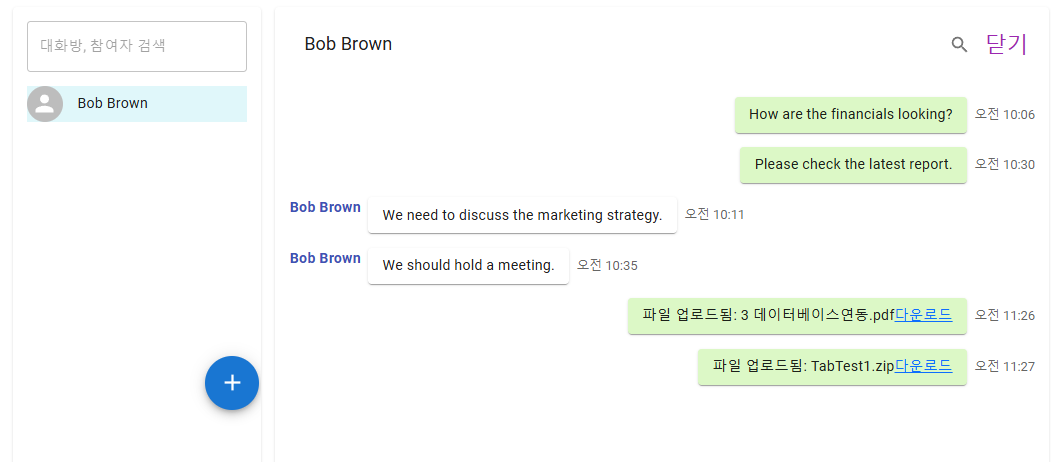 대화방, 참여자 검색
Bob Brown
Bob Brown
닫기
How are the financials looking? 오전 10:06
Please check the latest report. 오전 10:30
Bob Brown We need to discuss the marketing strategy. 오전 10:11
Bob Brown We should hold a meeting. 오전 10:35
파일 업로드됨: 3 데이터베이스연동.pdf다운로드 오전 11:26
파일 업로드됨: TabTest1.zip다운로드 오전 11:27